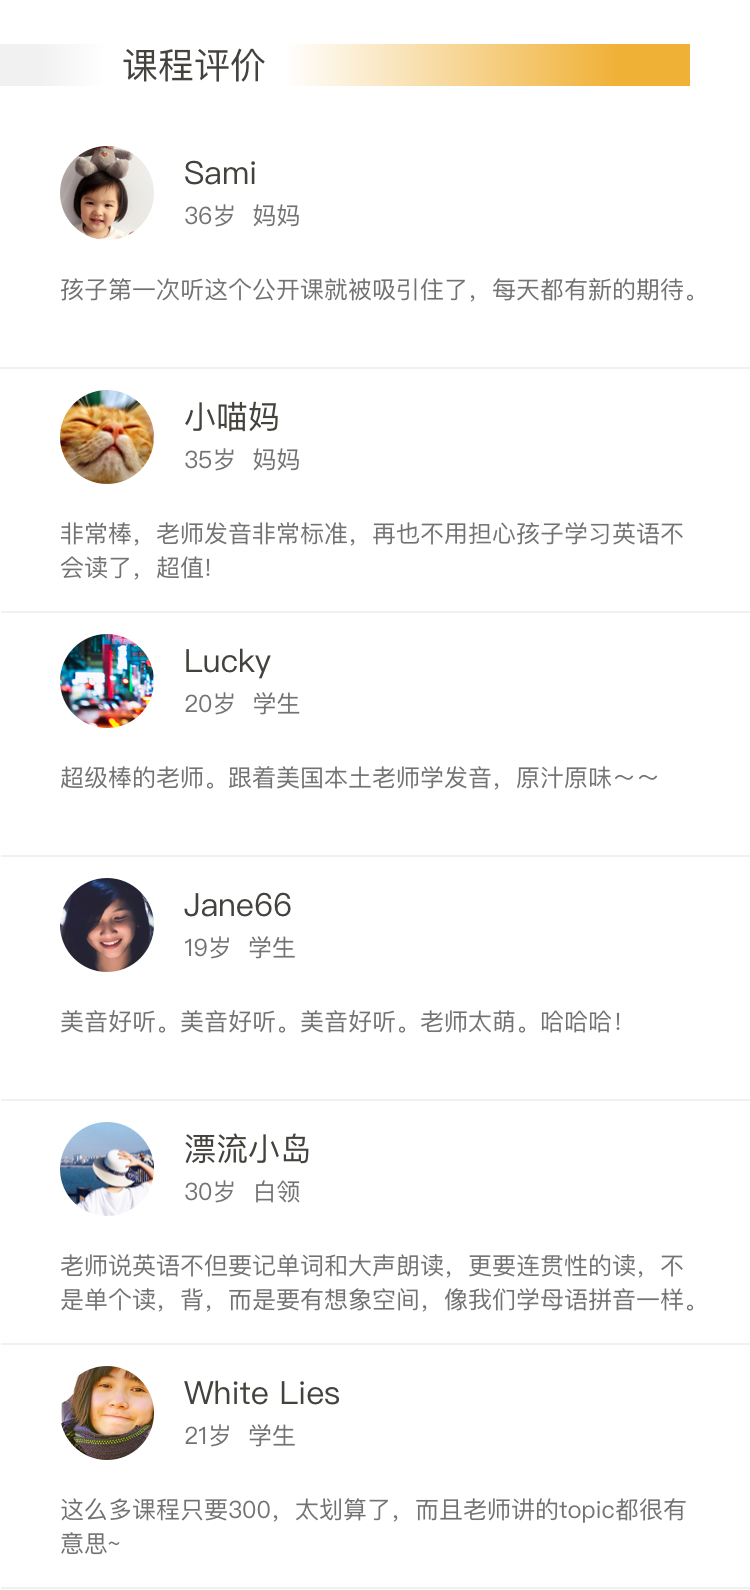 课程评价
Sami
36岁 妈妈
孩子第一次听这个公开课就被吸引住了，每天都有新的期待。
小喵妈
35岁 妈妈
非常棒，老师发音非常标准，再也不用担心孩子学习英语不
会读了，超值!
Lucky
20岁 学生
超级棒的老师。跟着美国本土老师学发音，原汁原味～～
Jane66
19岁 学生
美音好听。美音好听。美音好听。老师太萌。哈哈哈！
漂流小岛
30岁 白领
老师说英语不但要记单词和大声朗读，更要连贯性的读，不
是单个读，背，而是要有想象空间，像我们学母语拼音一样。
White Lies
21岁 学生
这么多课程只要300，太划算了，而且老师讲的topic都很有
意思~